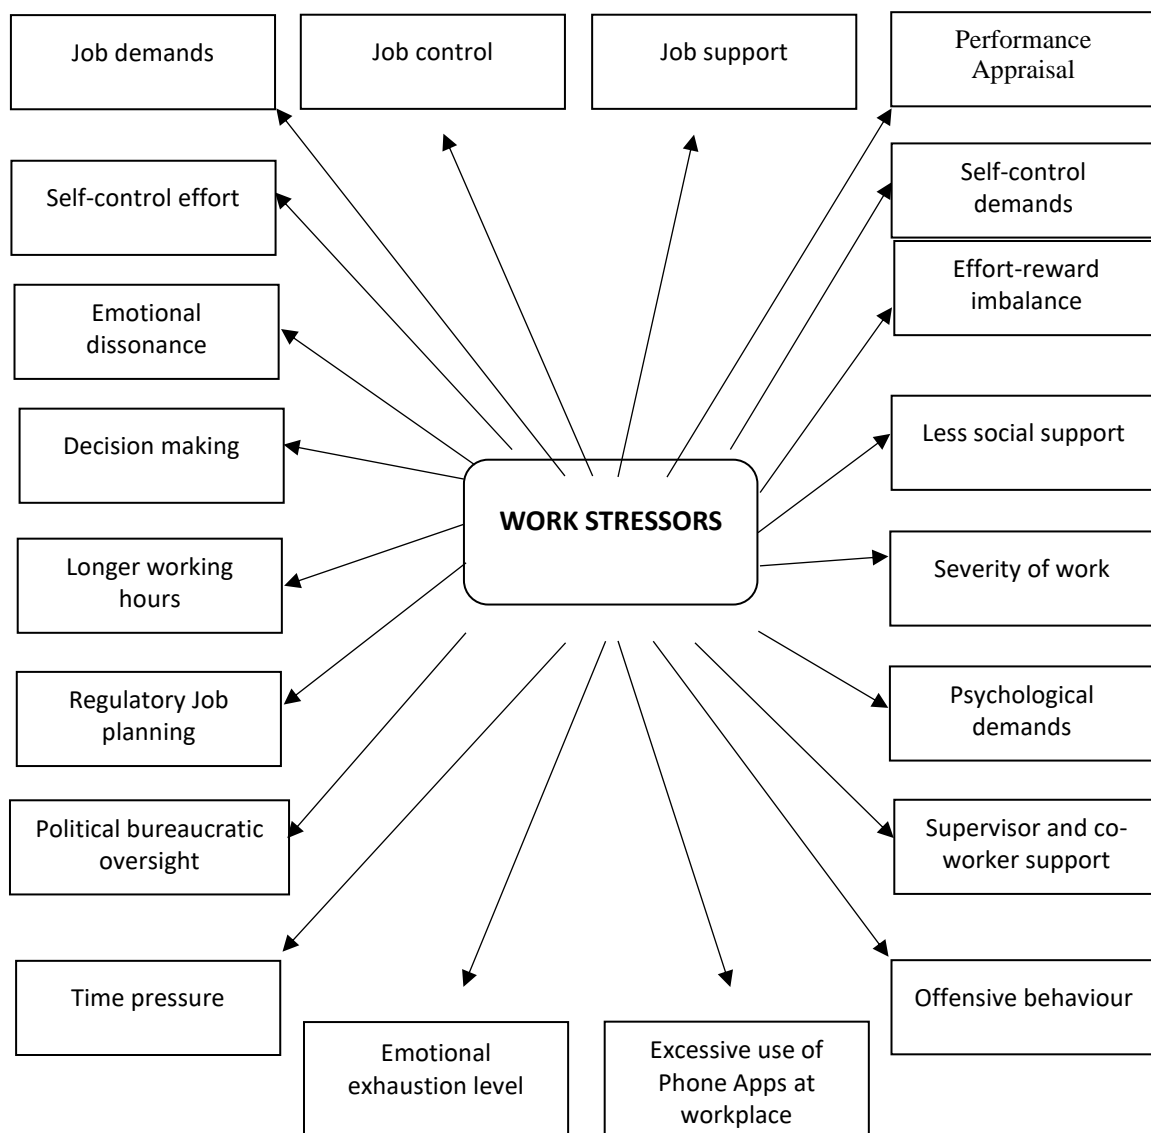 Job demands
Job control
Job support
Performance
Appraisal
Self-control effort
Self-control
demands
Emotional
dissonance
Effort-reward
imbalance
Decision making
Less social support
WORK STRESSORS
Longer working
hours
Severity of work
Regulatory Job
planning
Psychological
demands
Political bureaucratic
oversight
Supervisor and co-
worker support
Time pressure
Offensive behaviour
Emotional
exhaustion level
Excessive use of
Phone Apps at
workplace